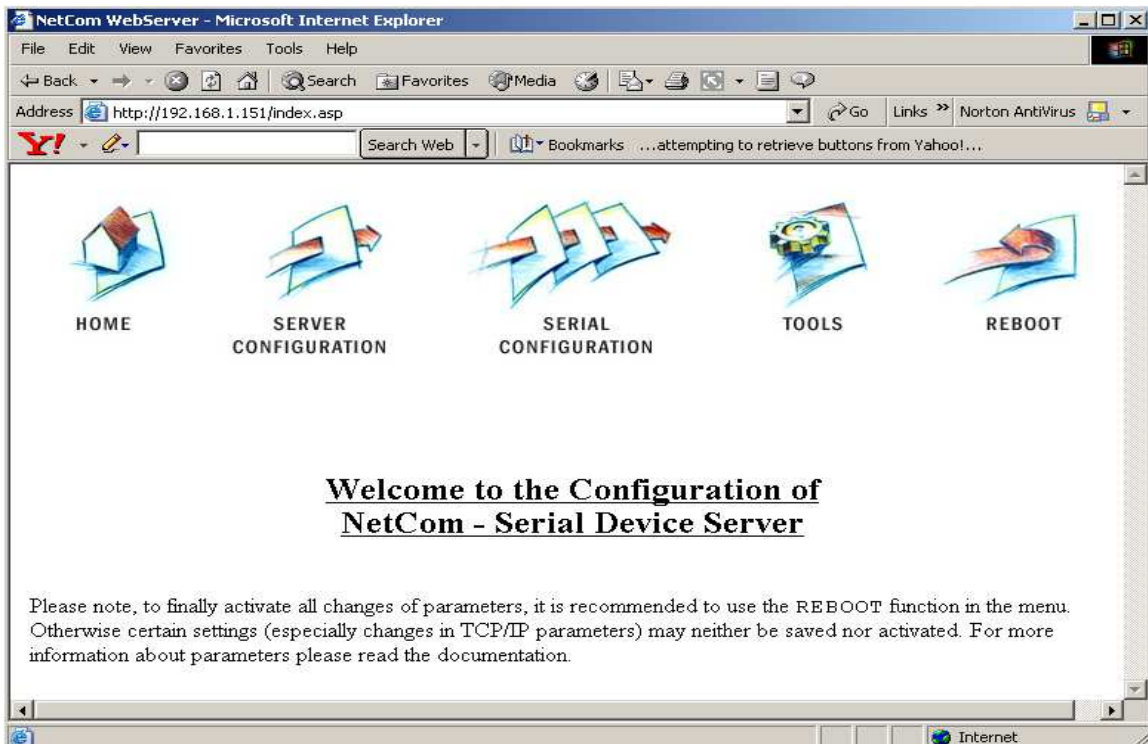 NetCom WebServer - Microsoft Internet Explorer
File Edit View Favorites Tools Help
Back Search Favorites Media
Address http://192.168.1.151/index.asp Go Links » Norton AntiVirus
Y! Search Web Bookmarks ...attempting to retrieve buttons from Yahoo!...
HOME SERVER CONFIGURATION SERIAL CONFIGURATION TOOLS REBOOT
Welcome to the Configuration of
NetCom - Serial Device Server
Please note, to finally activate all changes of parameters, it is recommended to use the REBOOT function in the menu.
Otherwise certain settings (especially changes in TCP/IP parameters) may neither be saved nor activated. For more
information about parameters please read the documentation.
Internet